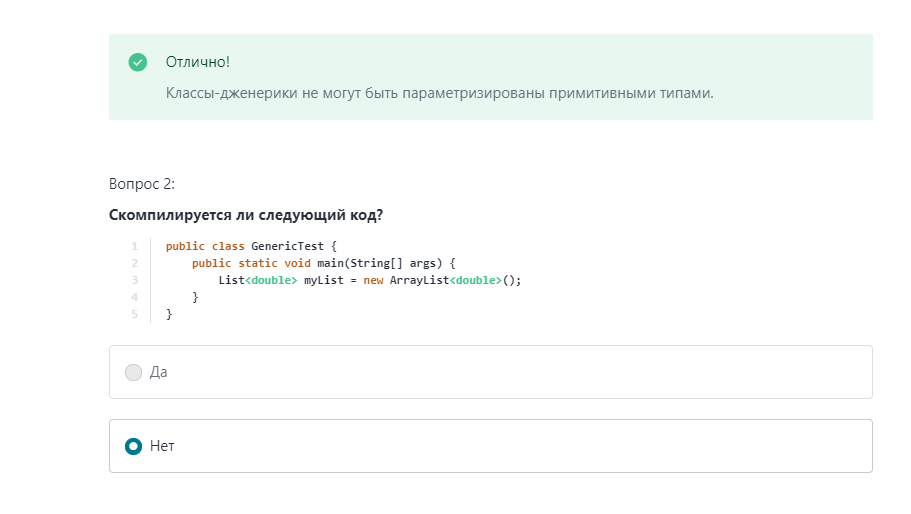 Отлично!
Классы-дженерики не могут быть параметризированы примитивными типами.
Вопрос 2:
Скомпилируется ли следующий код?
1 public class GenericTest {
2     public static void main(String[] args) {
3         List<double> myList = new ArrayList<double>();
4     }
5 }
Да
Нет